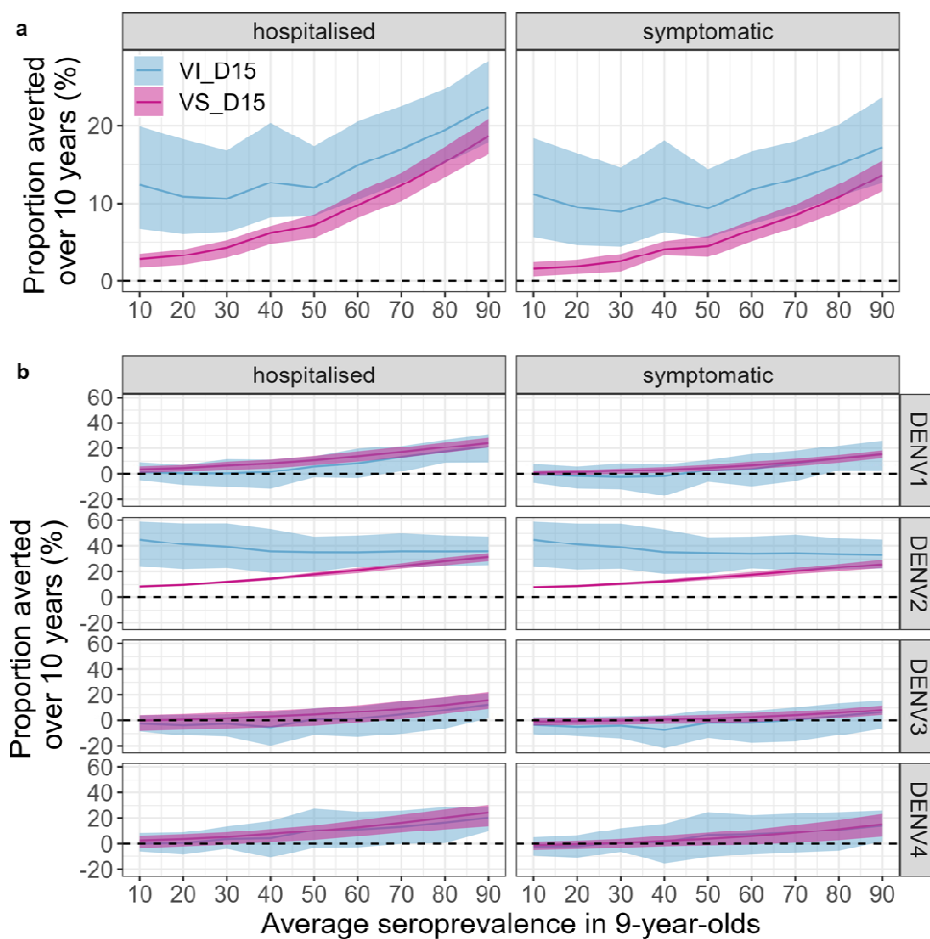 a
hospitalised
symptomatic
VI_D15
VS_D15
Proportion averted
over 10 years (%)
20
10
0
10 20 30 40 50 60 70 80 90
10 20 30 40 50 60 70 80 90
b
hospitalised
symptomatic
Proportion averted
over 10 years (%)
60
40
20
0
-20
DENV1
60
40
20
0
-20
DENV2
60
40
20
0
-20
DENV3
60
40
20
0
-20
DENV4
10 20 30 40 50 60 70 80 90
10 20 30 40 50 60 70 80 90
Average seroprevalence in 9-year-olds